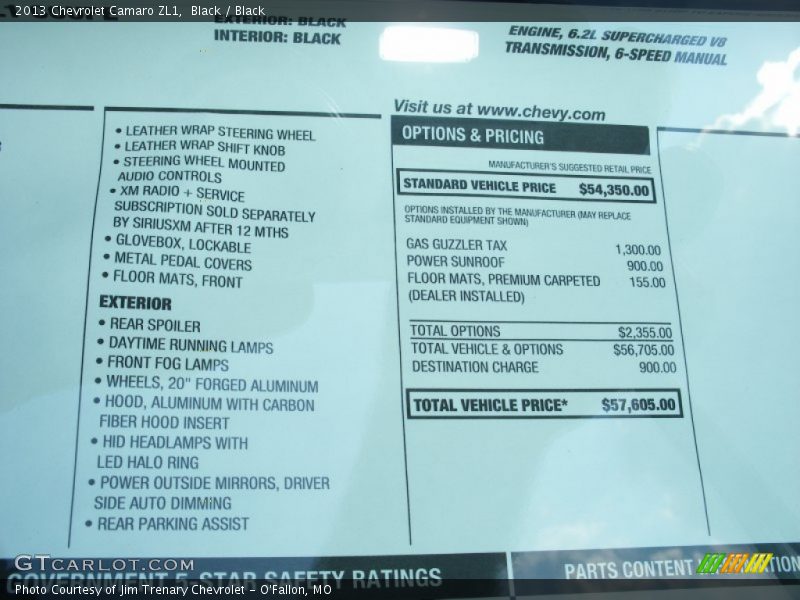 2013 Chevrolet Camaro ZL1, Black / Black
EXTERIOR: BLACK
INTERIOR: BLACK
ENGINE, 6.2L SUPERCHARGED V8
TRANSMISSION, 6-SPEED MANUAL
• LEATHER WRAP STEERING WHEEL
• LEATHER WRAP SHIFT KNOB
• STEERING WHEEL MOUNTED
AUDIO CONTROLS
• XM RADIO + SERVICE
SUBSCRIPTION SOLD SEPARATELY
BY SIRIUSXM AFTER 12 MTHS
• GLOVEBOX, LOCKABLE
• METAL PEDAL COVERS
• FLOOR MATS, FRONT
EXTERIOR
• REAR SPOILER
• DAYTIME RUNNING LAMPS
• FRONT FOG LAMPS
• WHEELS, 20" FORGED ALUMINUM
• HOOD, ALUMINUM WITH CARBON
FIBER HOOD INSERT
• HID HEADLAMPS WITH
LED HALO RING
• POWER OUTSIDE MIRRORS, DRIVER
SIDE AUTO DIMMING
• REAR PARKING ASSIST
Visit us at www.chevy.com
OPTIONS & PRICING
MANUFACTURER'S SUGGESTED RETAIL PRICE
STANDARD VEHICLE PRICE $54,350.00
OPTIONS INSTALLED BY THE MANUFACTURER (MAY REPLACE
STANDARD EQUIPMENT SHOWN)
GAS GUZZLER TAX 1,300.00
POWER SUNROOF 900.00
FLOOR MATS, PREMIUM CARPETED 155.00
(DEALER INSTALLED)
TOTAL OPTIONS $2,355.00
TOTAL VEHICLE & OPTIONS $56,705.00
DESTINATION CHARGE 900.00
TOTAL VEHICLE PRICE* $57,605.00
GTCARLOT.COM
GOVERNMENT 5-STAR SAFETY RATINGS
PARTS CONTENT
Photo Courtesy of Jim Trenary Chevrolet - O'Fallon, MO